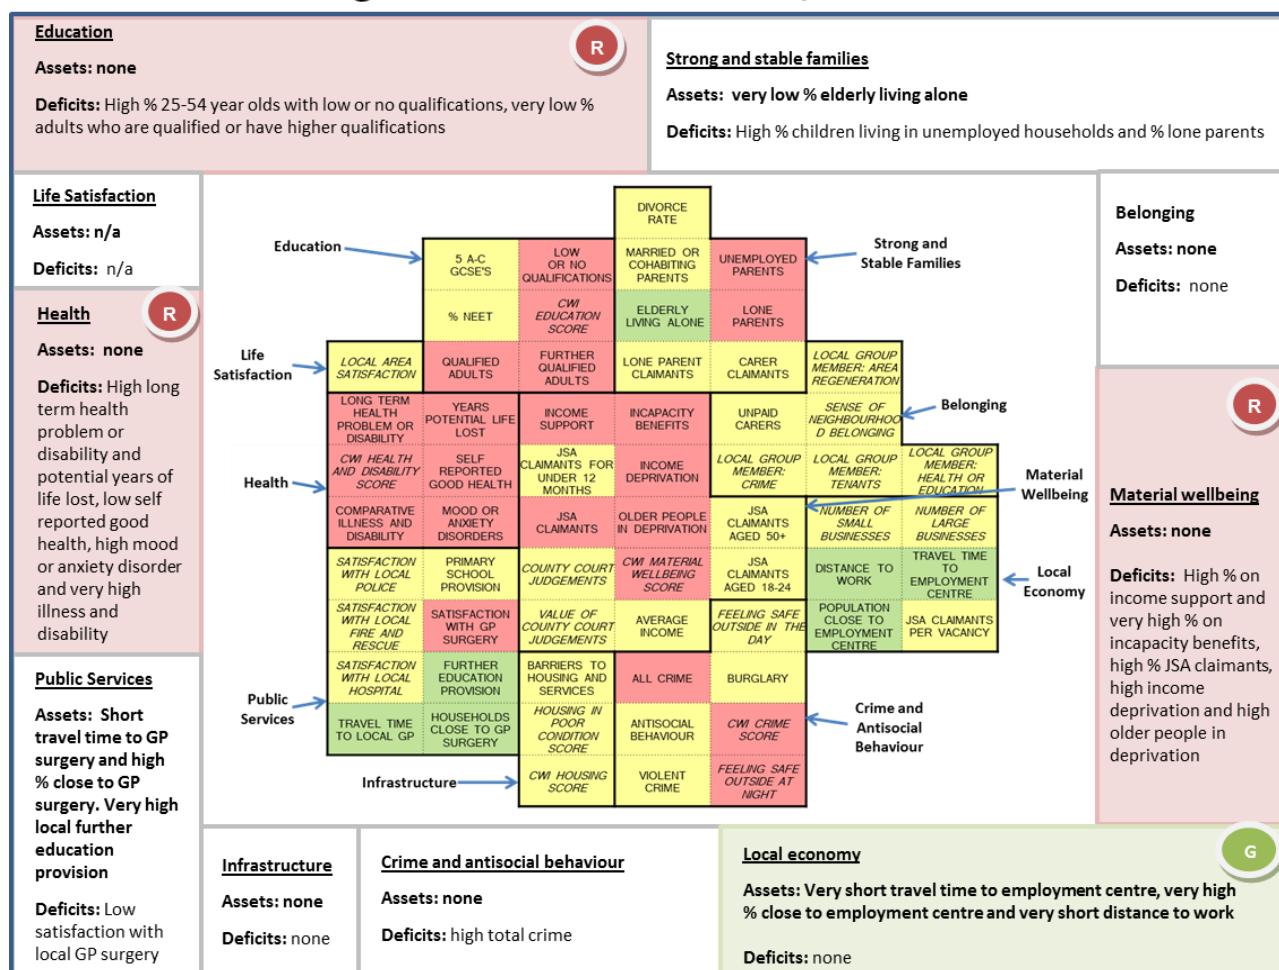 Education
R
Assets: none
Deficits: High % 25-54 year olds with low or no qualifications, very low %
adults who are qualified or have higher qualifications
Strong and stable families
Assets: very low % elderly living alone
Deficits: High % children living in unemployed households and % lone parents
Life Satisfaction
Assets: n/a
Deficits: n/a
Health
R
Assets: none
Deficits: High long
term health
problem or
disability and
potential years of
life lost, low self
reported good
health, high mood
or anxiety disorder
and very high
illness and
disability
Public Services
Assets: Short
travel time to GP
surgery and high
% close to GP
surgery. Very high
local further
education
provision
Deficits: Low
satisfaction with
local GP surgery
Education
Strong and
Stable Families
Life
Satisfaction
Belonging
Health
Material
Wellbeing
Local
Economy
Public
Services
Crime and
Antisocial
Behaviour
Infrastructure
DIVORCE
RATE
5 A-C
GCSE'S
LOW
OR NO
QUALIFICATIONS
MARRIED OR
COHABITING
PARENTS
UNEMPLOYED
PARENTS
% NEET
CWI
EDUCATION
SCORE
ELDERLY
LIVING ALONE
LONE
PARENTS
LOCAL AREA
SATISFACTION
QUALIFIED
ADULTS
FURTHER
QUALIFIED
ADULTS
LONE PARENT
CLAIMANTS
CARER
CLAIMANTS
LOCAL GROUP
MEMBER: AREA
REGENERATION
LONG TERM
HEALTH
PROBLEM OR
DISABILITY
YEARS
POTENTIAL LIFE
LOST
INCOME
SUPPORT
INCAPACITY
BENEFITS
UNPAID
CARERS
SENSE OF
NEIGHBOURHOO
D BELONGING
CWI HEALTH
AND DISABILITY
SCORE
SELF
REPORTED
GOOD HEALTH
JSA
CLAIMANTS FOR
UNDER 12
MONTHS
INCOME
DEPRIVATION
LOCAL GROUP
MEMBER:
CRIME
LOCAL GROUP
MEMBER:
TENANTS
LOCAL GROUP
MEMBER:
HEALTH OR
EDUCATION
COMPARATIVE
ILLNESS AND
DISABILITY
MOOD OR
ANXIETY
DISORDERS
JSA
CLAIMANTS
OLDER PEOPLE
IN DEPRIVATION
JSA
CLAIMANTS
AGED 50+
NUMBER OF
SMALL
BUSINESSES
NUMBER OF
LARGE
BUSINESSES
SATISFACTION
WITH LOCAL
POLICE
PRIMARY
SCHOOL
PROVISION
COUNTY COURT
JUDGEMENTS
CWI MATERIAL
WELLBEING
SCORE
JSA
CLAIMANTS
AGED 18-24
DISTANCE TO
WORK
TRAVEL TIME
TO
EMPLOYMENT
CENTRE
SATISFACTION
WITH LOCAL
FIRE AND
RESCUE
SATISFACTION
WITH GP
SURGERY
VALUE OF
COUNTY COURT
JUDGEMENTS
AVERAGE
INCOME
FEELING SAFE
OUTSIDE IN THE
DAY
POPULATION
CLOSE TO
EMPLOYMENT
CENTRE
JSA CLAIMANTS
PER VACANCY
SATISFACTION
WITH LOCAL
HOSPITAL
FURTHER
EDUCATION
PROVISION
BARRIERS TO
HOUSING AND
SERVICES
ALL CRIME
BURGLARY
TRAVEL TIME
TO LOCAL GP
HOUSEHOLDS
CLOSE TO GP
SURGERY
HOUSING IN
POOR
CONDITION
SCORE
ANTISOCIAL
BEHAVIOUR
CWI CRIME
SCORE
CWI HOUSING
SCORE
VIOLENT
CRIME
FEELING SAFE
OUTSIDE AT
NIGHT
Belonging
Assets: none
Deficits: none
R
Material wellbeing
Assets: none
Deficits: High % on
income support and
very high % on
incapacity benefits,
high % JSA claimants,
high income
deprivation and high
older people in
deprivation
Infrastructure
Assets: none
Deficits: none
Crime and antisocial behaviour
Assets: none
Deficits: high total crime
Local economy
G
Assets: Very short travel time to employment centre, very high
% close to employment centre and very short distance to work
Deficits: none